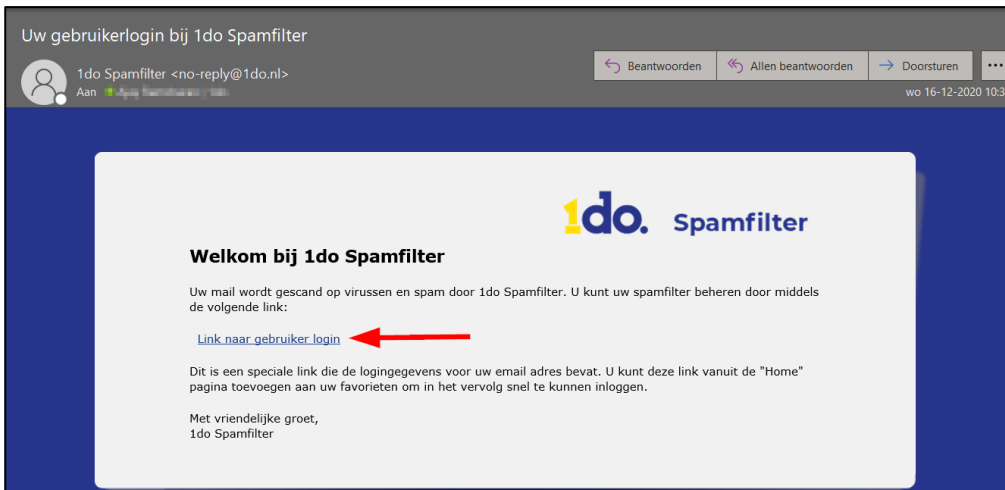 Uw gebruikerlogin bij 1do Spamfilter
1do Spamfilter <no-reply@1do.nl>
Aan
Beantwoorden
Allen beantwoorden
Doorsturen
wo 16-12-2020 10:3
1do. Spamfilter
Welkom bij 1do Spamfilter
Uw mail wordt gescand op virussen en spam door 1do Spamfilter. U kunt uw spamfilter beheren door middels
de volgende link:
Link naar gebruiker login
Dit is een speciale link die de logingegevens voor uw email adres bevat. U kunt deze link vanuit de "Home"
pagina toevoegen aan uw favorieten om in het vervolg snel te kunnen inloggen.
Met vriendelijke groet,
1do Spamfilter